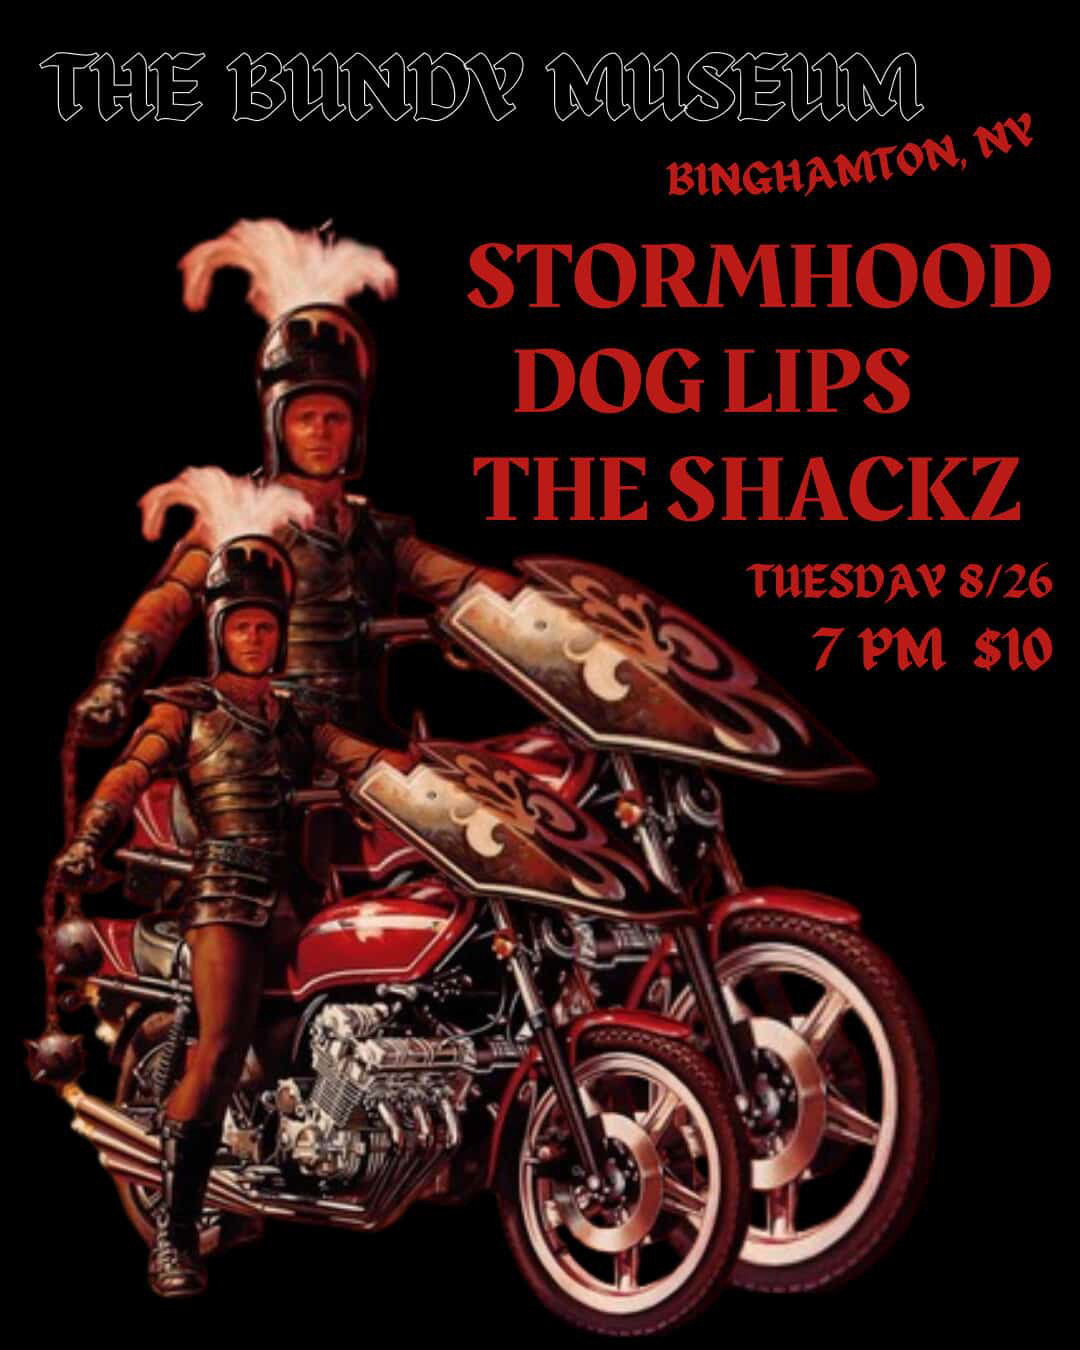 THE BUNDY MUSEUM
BINGHAMTON, NY
STORMHOOD
DOG LIPS
THE SHACKZ
TUESDAY 8/26
7 PM $10